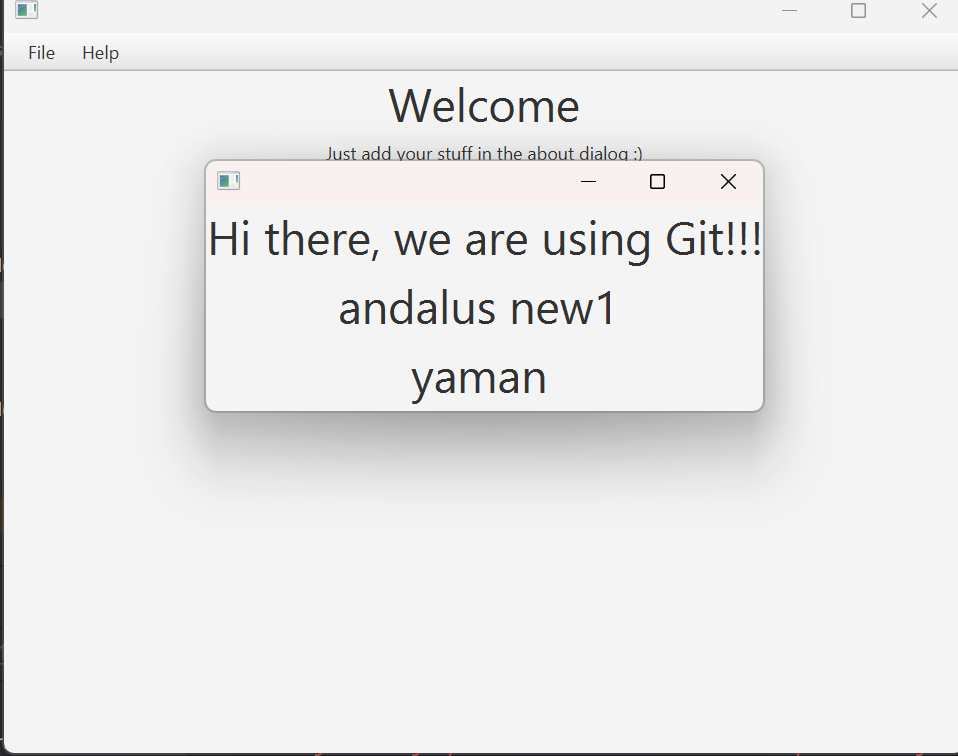 File Help
Welcome
Just add your stuff in the about dialog :)
Hi there, we are using Git!!!
andalus new1
yaman